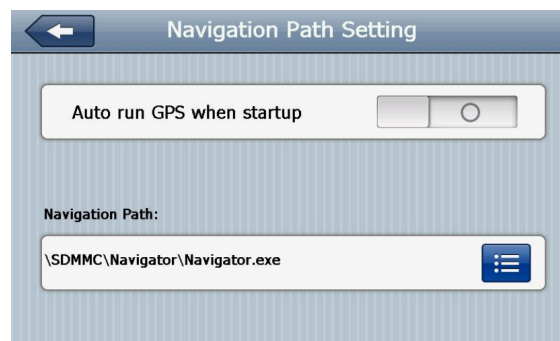 Navigation Path Setting
Auto run GPS when startup
Navigation Path:
\SDMMC\Navigator\Navigator.exe